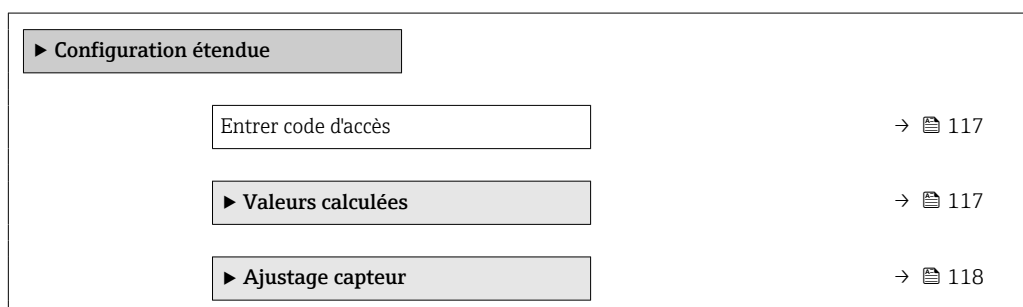 ▶ Configuration étendue
Entrer code d'accès → 117
▶ Valeurs calculées → 117
▶ Ajustage capteur → 118